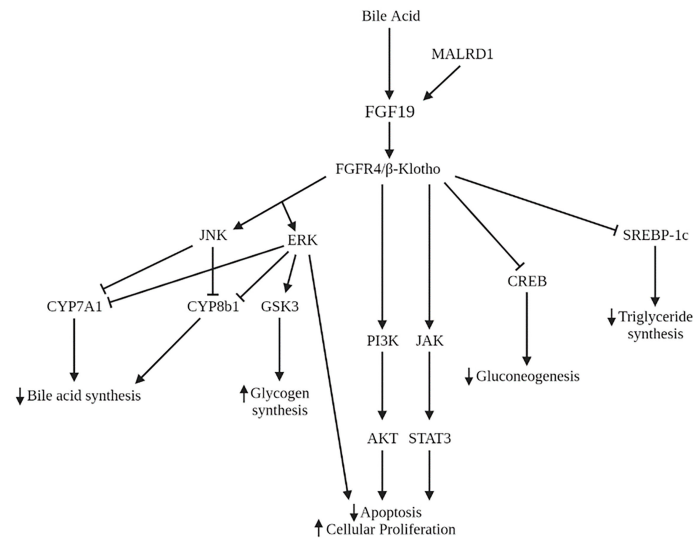 Bile Acid
MALRD1
FGF19
FGFR4/β-Klotho
JNK
ERK
SREBP-1c
CYP7A1
CYP8b1
GSK3
CREB
↓ Triglyceride
synthesis
PI3K
JAK
↓ Gluconeogenesis
↓ Bile acid synthesis
↑ Glycogen
synthesis
AKT
STAT3
↓ Apoptosis
↑ Cellular Proliferation